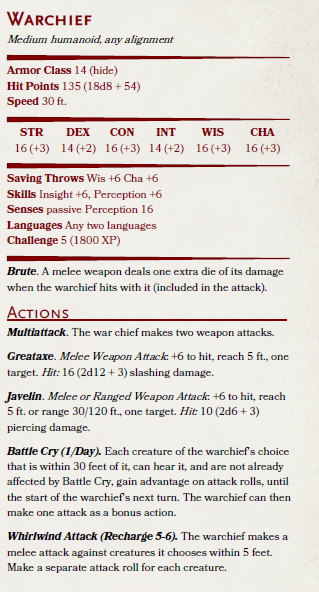 Warchief
Medium humanoid, any alignment
Armor Class 14 (hide)
Hit Points 135 (18d8 + 54)
Speed 30 ft.
STR DEX CON INT WIS CHA
16 (+3) 14 (+2) 16 (+3) 14 (+2) 16 (+3) 16 (+3)
Saving Throws Wis +6 Cha +6
Skills Insight +6, Perception +6
Senses passive Perception 16
Languages Any two languages
Challenge 5 (1800 XP)
Brute. A melee weapon deals one extra die of its damage
when the warchief hits with it (included in the attack).
Actions
Multiattack. The war chief makes two weapon attacks.
Greataxe. Melee Weapon Attack: +6 to hit, reach 5 ft., one
target. Hit: 16 (2d12 + 3) slashing damage.
Javelin. Melee or Ranged Weapon Attack: +6 to hit, reach
5 ft. or range 30/120 ft., one target. Hit: 10 (2d6 + 3)
piercing damage.
Battle Cry (1/Day). Each creature of the warchief's choice
that is within 30 feet of it, can hear it, and are not already
affected by Battle Cry, gain advantage on attack rolls, until
the start of the warchief's next turn. The warchief can then
make one attack as a bonus action.
Whirlwind Attack (Recharge 5-6). The warchief makes a
melee attack against creatures it chooses within 5 feet.
Make a separate attack roll for each creature.